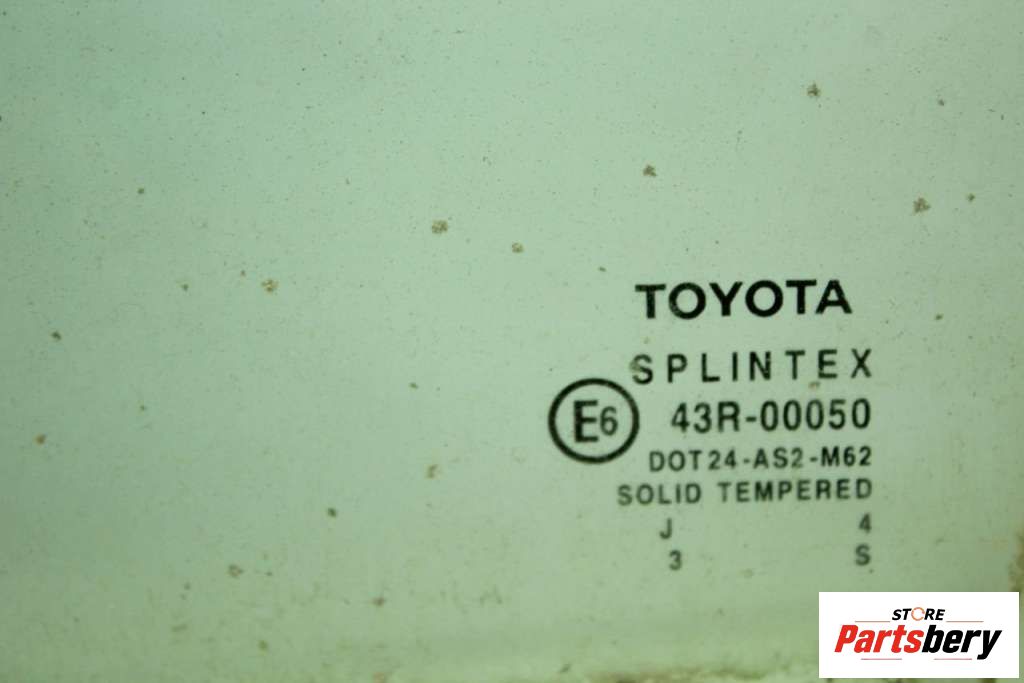 TOYOTA
SPLINTEX
E6 43R-00050
DOT24-AS2-M62
SOLID TEMPERED
J 4
3 S
STORE
Partsbery